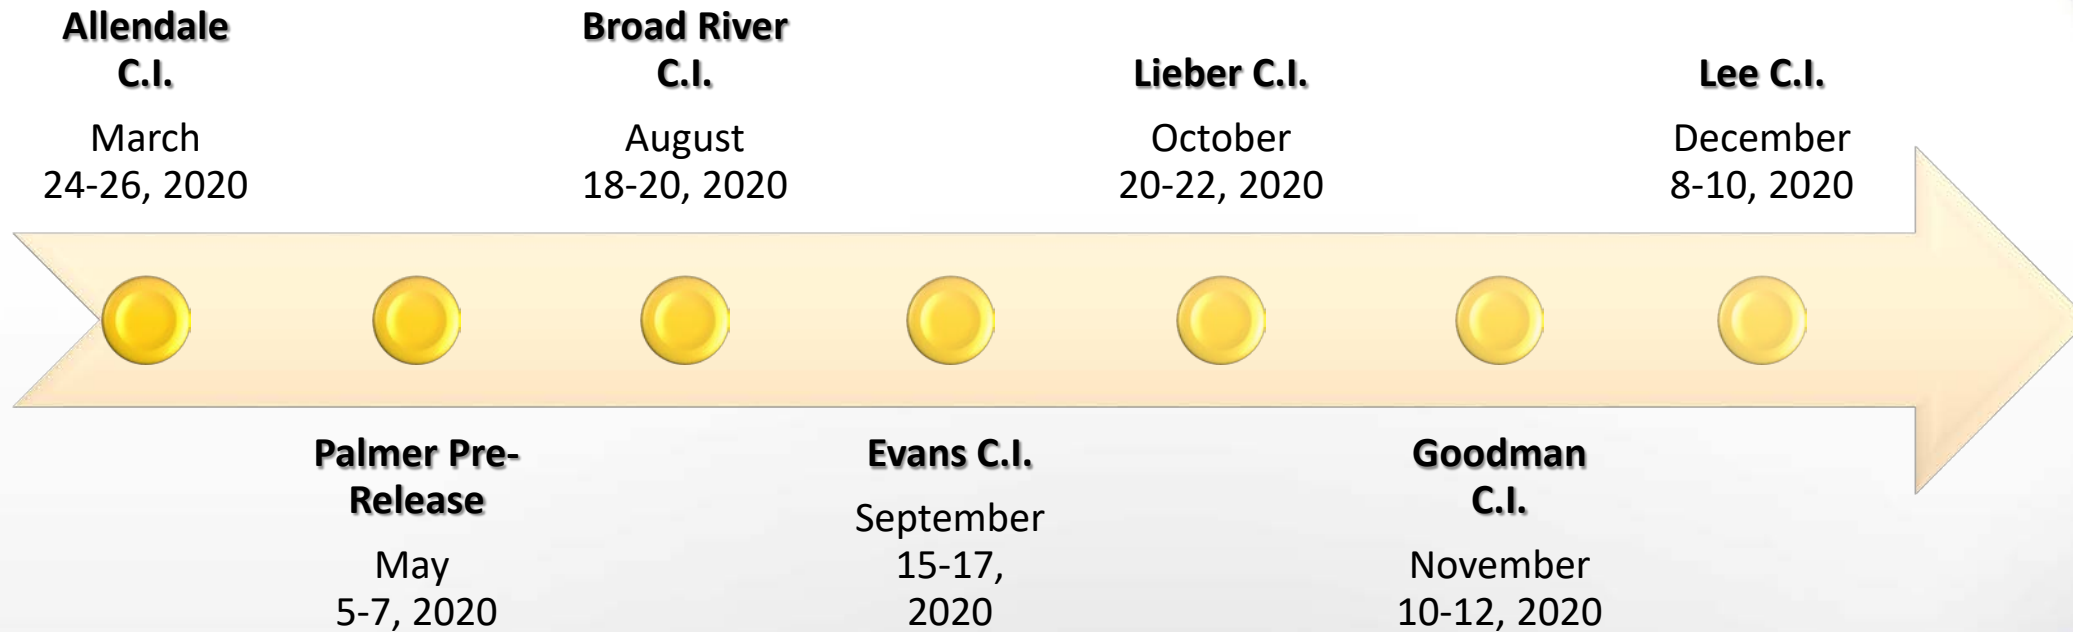 Allendale
C.I.
March
24-26, 2020
Palmer Pre-
Release
May
5-7, 2020
Broad River
C.I.
August
18-20, 2020
Evans C.I.
September
15-17,
2020
Lieber C.I.
October
20-22, 2020
Goodman
C.I.
November
10-12, 2020
Lee C.I.
December
8-10, 2020